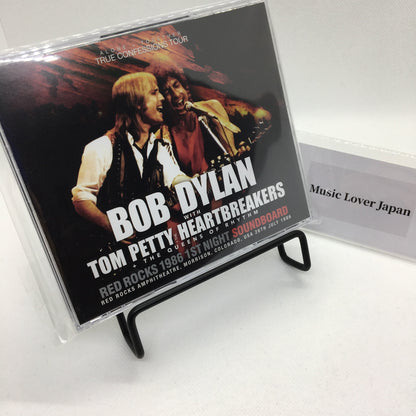 TRUE CONFESSIONS TOUR
BOB DYLAN
WITH
TOM PETTY HEARTBREAKERS
THE QUEENS OF RHYTHM
RED ROCKS 1986 1ST NIGHT SOUNDBOARD
RED ROCKS AMPHITHEATRE, MORRISON, COLORADO, USA 26TH JULY 1986
Music Lover Japan